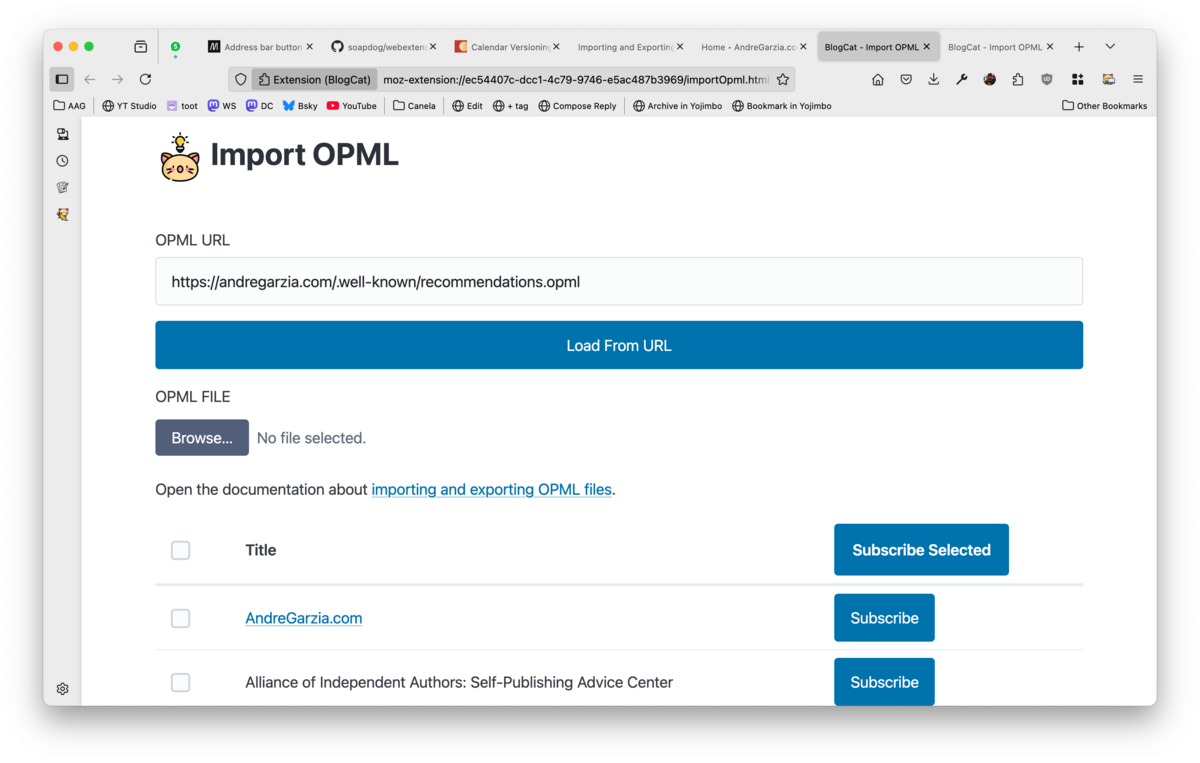 5
Address bar button
soapdog/webexten
Calendar Versioning
Importing and Exporting
Home • AndreGarzia.co
BlogCat - Import OPML
BlogCat - Import OPML
Extension (BlogCat)
moz-extension://ec54407c-dcc1-4c79-9746-e5ac487b3969/importOpml.html
AAG
YT Studio
toot
WS
DC
Bsky
YouTube
Canela
Edit
+ tag
Compose Reply
Archive in Yojimbo
Bookmark in Yojimbo
Other Bookmarks
Import OPML
OPML URL
https://andregarzia.com/.well-known/recommendations.opml
Load From URL
OPML FILE
Browse... No file selected.
Open the documentation about importing and exporting OPML files.
Title
Subscribe Selected
AndreGarzia.com
Subscribe
Alliance of Independent Authors: Self-Publishing Advice Center
Subscribe